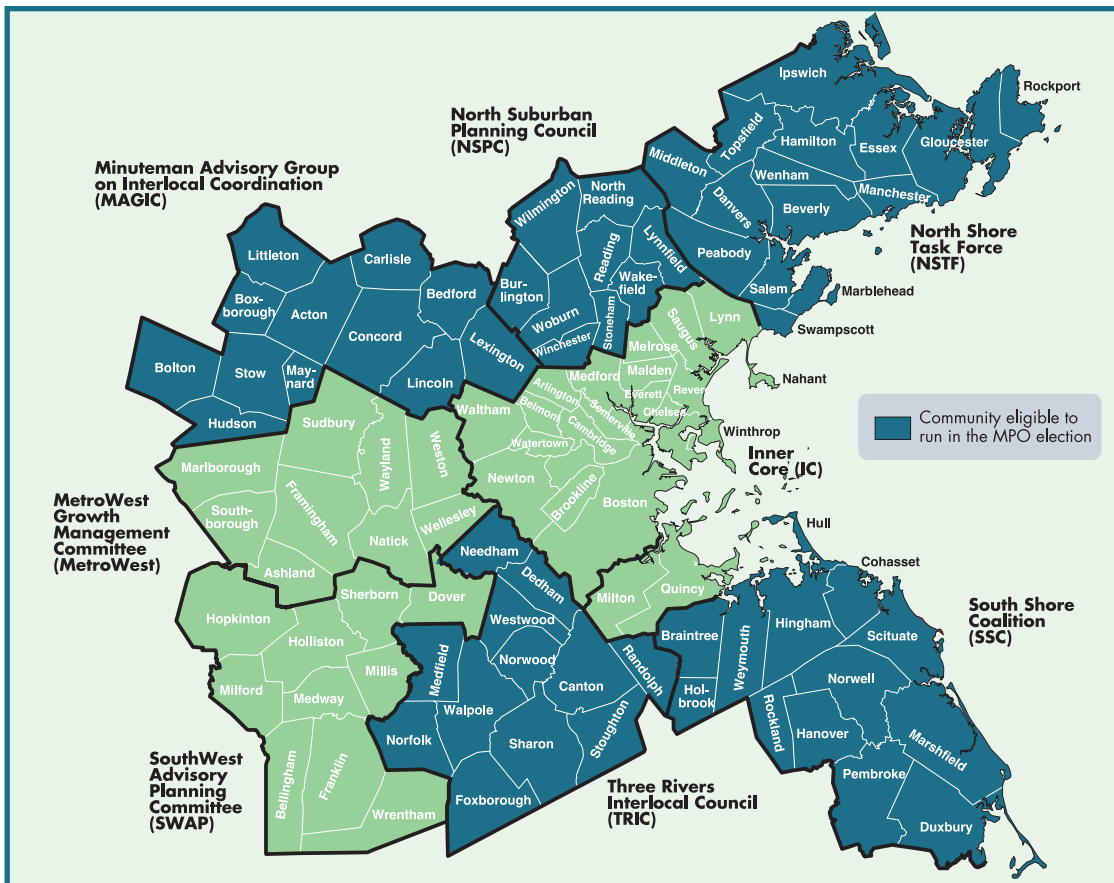 Ipswich
Rockport
North Suburban
Planning Council
(NSPC)
Topsfield
Hamilton
Essex
Gloucester
Middleton
Wenham
Manchester
Minuteman Advisory Group
on Interlocal Coordination
(MAGIC)
Wilmington
North
Reading
Danvers
Beverly
North Shore
Task Force
(NSTF)
Littleton
Carlisle
Reading
Lynnfield
Peabody
Bedford
Bur-
lington
Wake-
field
Salem
Marblehead
Box-
borough
Acton
Woburn
Stoneham
Lynn
Swampscott
Concord
Lexington
Winchester
Saugus
Melrose
Bolton
Stow
May-
nard
Lincoln
Medford
Malden
Nahant
Hudson
Arlington
Everett
Revere
Sudbury
Waltham
Belmont
Somerville
Chelsea
Community eligible to
run in the MPO election
Watertown
Cambridge
Winthrop
Marlborough
Wayland
Weston
Inner
Core (IC)
Newton
Brookline
Boston
MetroWest
Growth
Management
Committee
(MetroWest)
South-
borough
Framingham
Wellesley
Natick
Hull
Needham
Ashland
Cohasset
Sherborn
Dover
Dedham
Milton
Quincy
South Shore
Coalition
(SSC)
Hopkinton
Westwood
Holliston
Braintree
Weymouth
Hingham
Scituate
Norwood
Millis
Medfield
Canton
Randolph
Milford
Medway
Hol-
brook
Norwell
Walpole
Norfolk
Sharon
Stoughton
Rockland
Hanover
Marshfield
SouthWest
Advisory
Planning
Committee
(SWAP)
Bellingham
Franklin
Foxborough
Three Rivers
Interlocal Council
(TRIC)
Pembroke
Wrentham
Duxbury